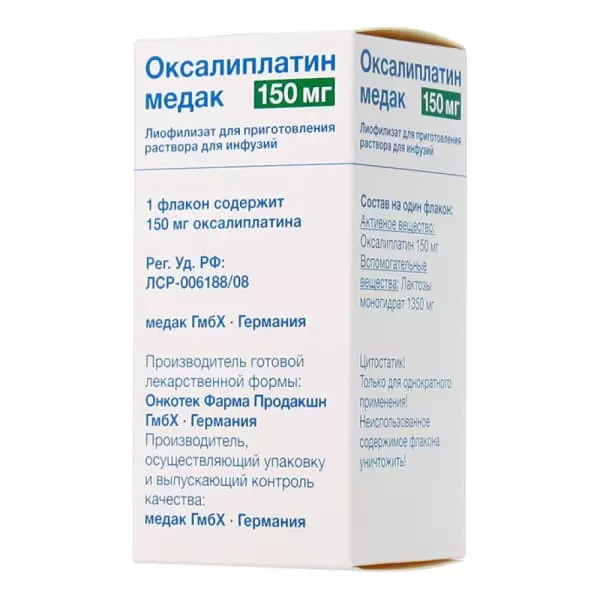 Оксалиплатин
медак 150 мг
Лиофилизат для приготовления
раствора для инфузий
1 флакон содержит
150 мг оксалиплатина
Рег. Уд. РФ:
ЛСР-006188/08
медак ГмбХ · Германия
Производитель готовой
лекарственной формы:
Онкотек Фарма Продакшн
ГмбХ · Германия
Производитель,
осуществляющий упаковку
и выпускающий контроль
качества:
медак ГмбХ · Германия
Оксалиплатин
медак 150 мг
Лиофилизат для приготовления
раствора для инфузий
Состав на один флакон:
Активное вещество:
Оксалиплатин 150 мг
Вспомогательные
вещества: Лактозы
моногидрат 1350 мг
Цитостатик!
Только для однократного
применения!
Неиспользованное
содержимое флакона
уничтожить!